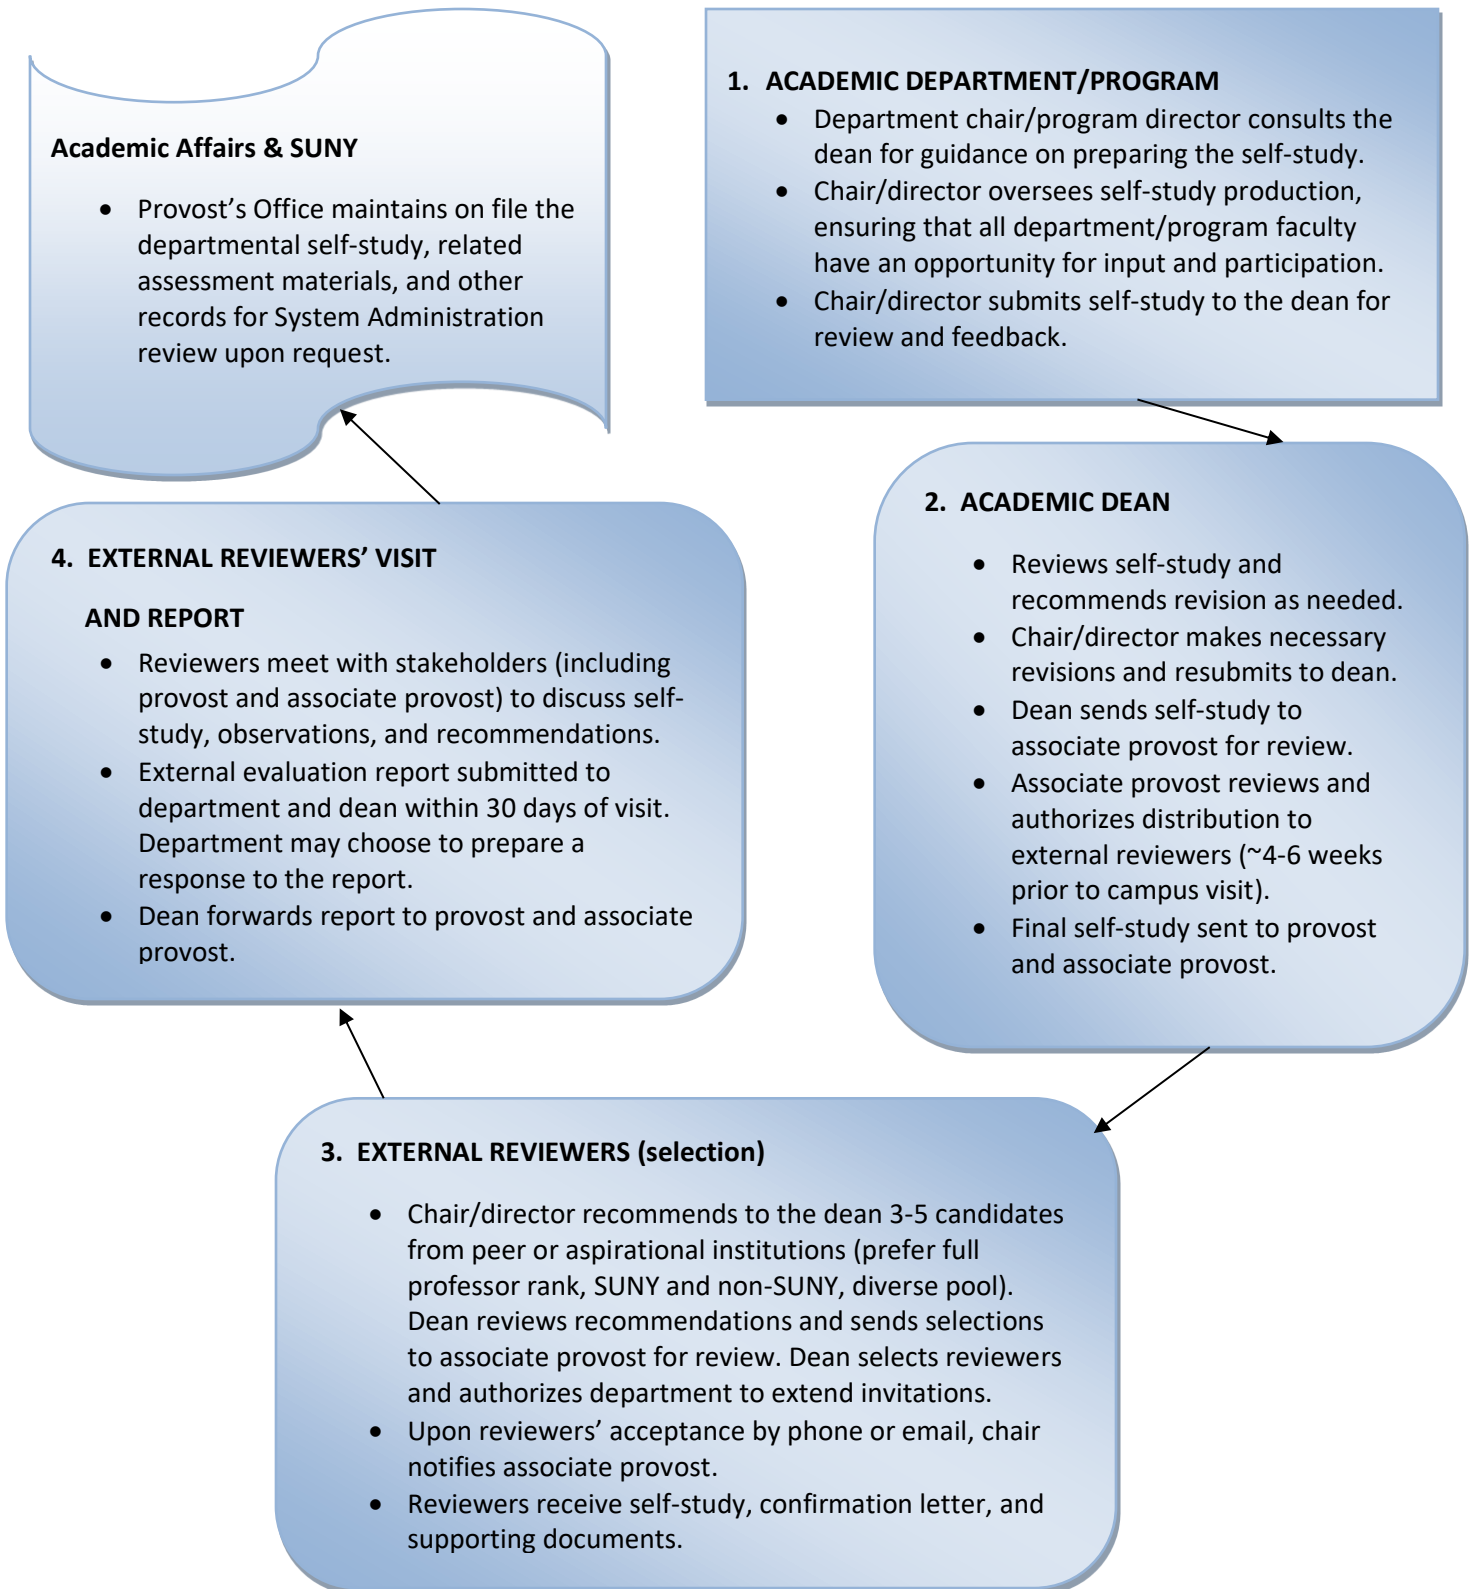 Academic Affairs & SUNY
• Provost’s Office maintains on file the
departmental self-study, related
assessment materials, and other
records for System Administration
review upon request.
1. ACADEMIC DEPARTMENT/PROGRAM
• Department chair/program director consults the
dean for guidance on preparing the self-study.
• Chair/director oversees self-study production,
ensuring that all department/program faculty
have an opportunity for input and participation.
• Chair/director submits self-study to the dean for
review and feedback.
2. ACADEMIC DEAN
• Reviews self-study and
recommends revision as needed.
• Chair/director makes necessary
revisions and resubmits to dean.
• Dean sends self-study to
associate provost for review.
• Associate provost reviews and
authorizes distribution to
external reviewers (~4-6 weeks
prior to campus visit).
• Final self-study sent to provost
and associate provost.
3. EXTERNAL REVIEWERS (selection)
• Chair/director recommends to the dean 3-5 candidates
from peer or aspirational institutions (prefer full
professor rank, SUNY and non-SUNY, diverse pool).
Dean reviews recommendations and sends selections
to associate provost for review. Dean selects reviewers
and authorizes department to extend invitations.
• Upon reviewers’ acceptance by phone or email, chair
notifies associate provost.
• Reviewers receive self-study, confirmation letter, and
supporting documents.
4. EXTERNAL REVIEWERS’ VISIT
AND REPORT
• Reviewers meet with stakeholders (including
provost and associate provost) to discuss self-
study, observations, and recommendations.
• External evaluation report submitted to
department and dean within 30 days of visit.
Department may choose to prepare a
response to the report.
• Dean forwards report to provost and associate
provost.